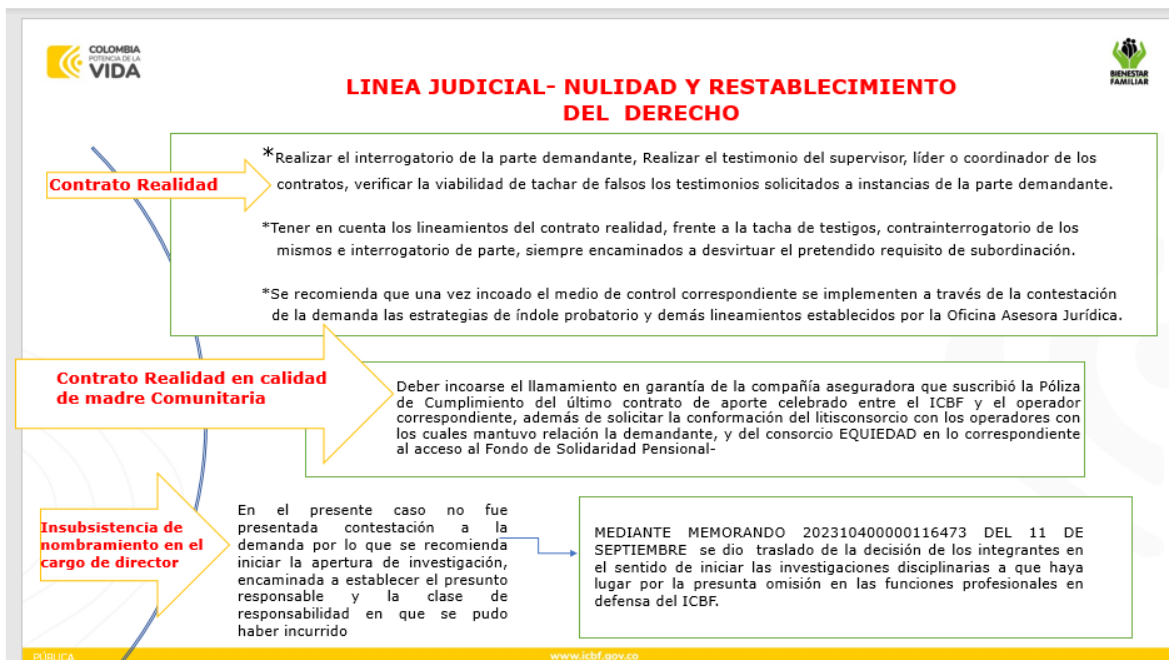 COLOMBIA
POTENCIA DE LA
VIDA
BIENESTAR
FAMILIAR
LINEA JUDICIAL- NULIDAD Y RESTABLECIMIENTO
DEL DERECHO
Contrato Realidad
*Realizar el interrogatorio de la parte demandante, Realizar el testimonio del supervisor, líder o coordinador de los
contratos, verificar la viabilidad de tachar de falsos los testimonios solicitados a instancias de la parte demandante.
*Tener en cuenta los lineamientos del contrato realidad, frente a la tacha de testigos, contrainterrogatorio de los
mismos e interrogatorio de parte, siempre encaminados a desvirtuar el pretendido requisito de subordinación.
*Se recomienda que una vez incoado el medio de control correspondiente se implementen a través de la contestación
de la demanda las estrategias de índole probatorio y demás lineamientos establecidos por la Oficina Asesora Jurídica.
Contrato Realidad en calidad
de madre Comunitaria
Deber incoarse el llamamiento en garantía de la compañía aseguradora que suscribió la Póliza
de Cumplimiento del último contrato de aporte celebrado entre el ICBF y el operador
correspondiente, además de solicitar la conformación del litisconsorcio con los operadores con
los cuales mantuvo relación la demandante, y del consorcio EQUIEDAD en lo correspondiente
al acceso al Fondo de Solidaridad Pensional-
Insubsistencia de
nombramiento en el
cargo de director
En el presente caso no fue
presentada contestación a la
demanda por lo que se recomienda
iniciar la apertura de investigación,
encaminada a establecer el presunto
responsable y la clase de
responsabilidad en que se pudo
haber incurrido
MEDIANTE MEMORANDO 202310400000116473 DEL 11 DE
SEPTIEMBRE se dio traslado de la decisión de los integrantes en
el sentido de iniciar las investigaciones disciplinarias a que haya
lugar por la presunta omisión en las funciones profesionales en
defensa del ICBF.
PÚBLICA
www.icbf.gov.co